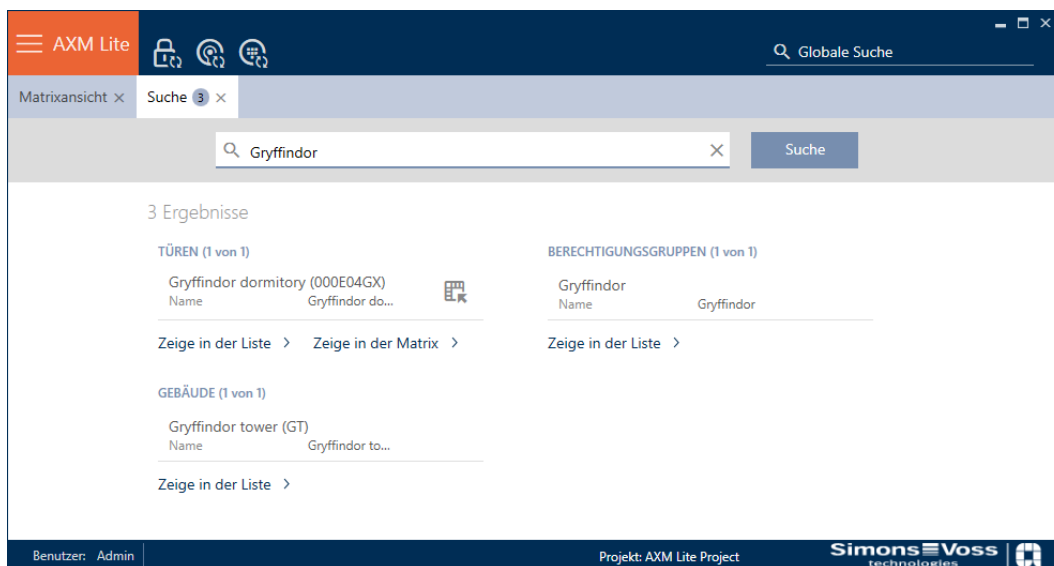 AXM Lite
Globale Suche
Matrixansicht
Suche 3
Gryffindor
Suche
3 Ergebnisse
TÜREN (1 von 1)
Gryffindor dormitory (000E04GX)
Name Gryffindor do...
Zeige in der Liste Zeige in der Matrix
BERECHTIGUNGSGRUPPEN (1 von 1)
Gryffindor
Name Gryffindor
Zeige in der Liste
GEBÄUDE (1 von 1)
Gryffindor tower (GT)
Name Gryffindor to...
Zeige in der Liste
Benutzer: Admin
Projekt: AXM Lite Project
Simons Voss
technologies